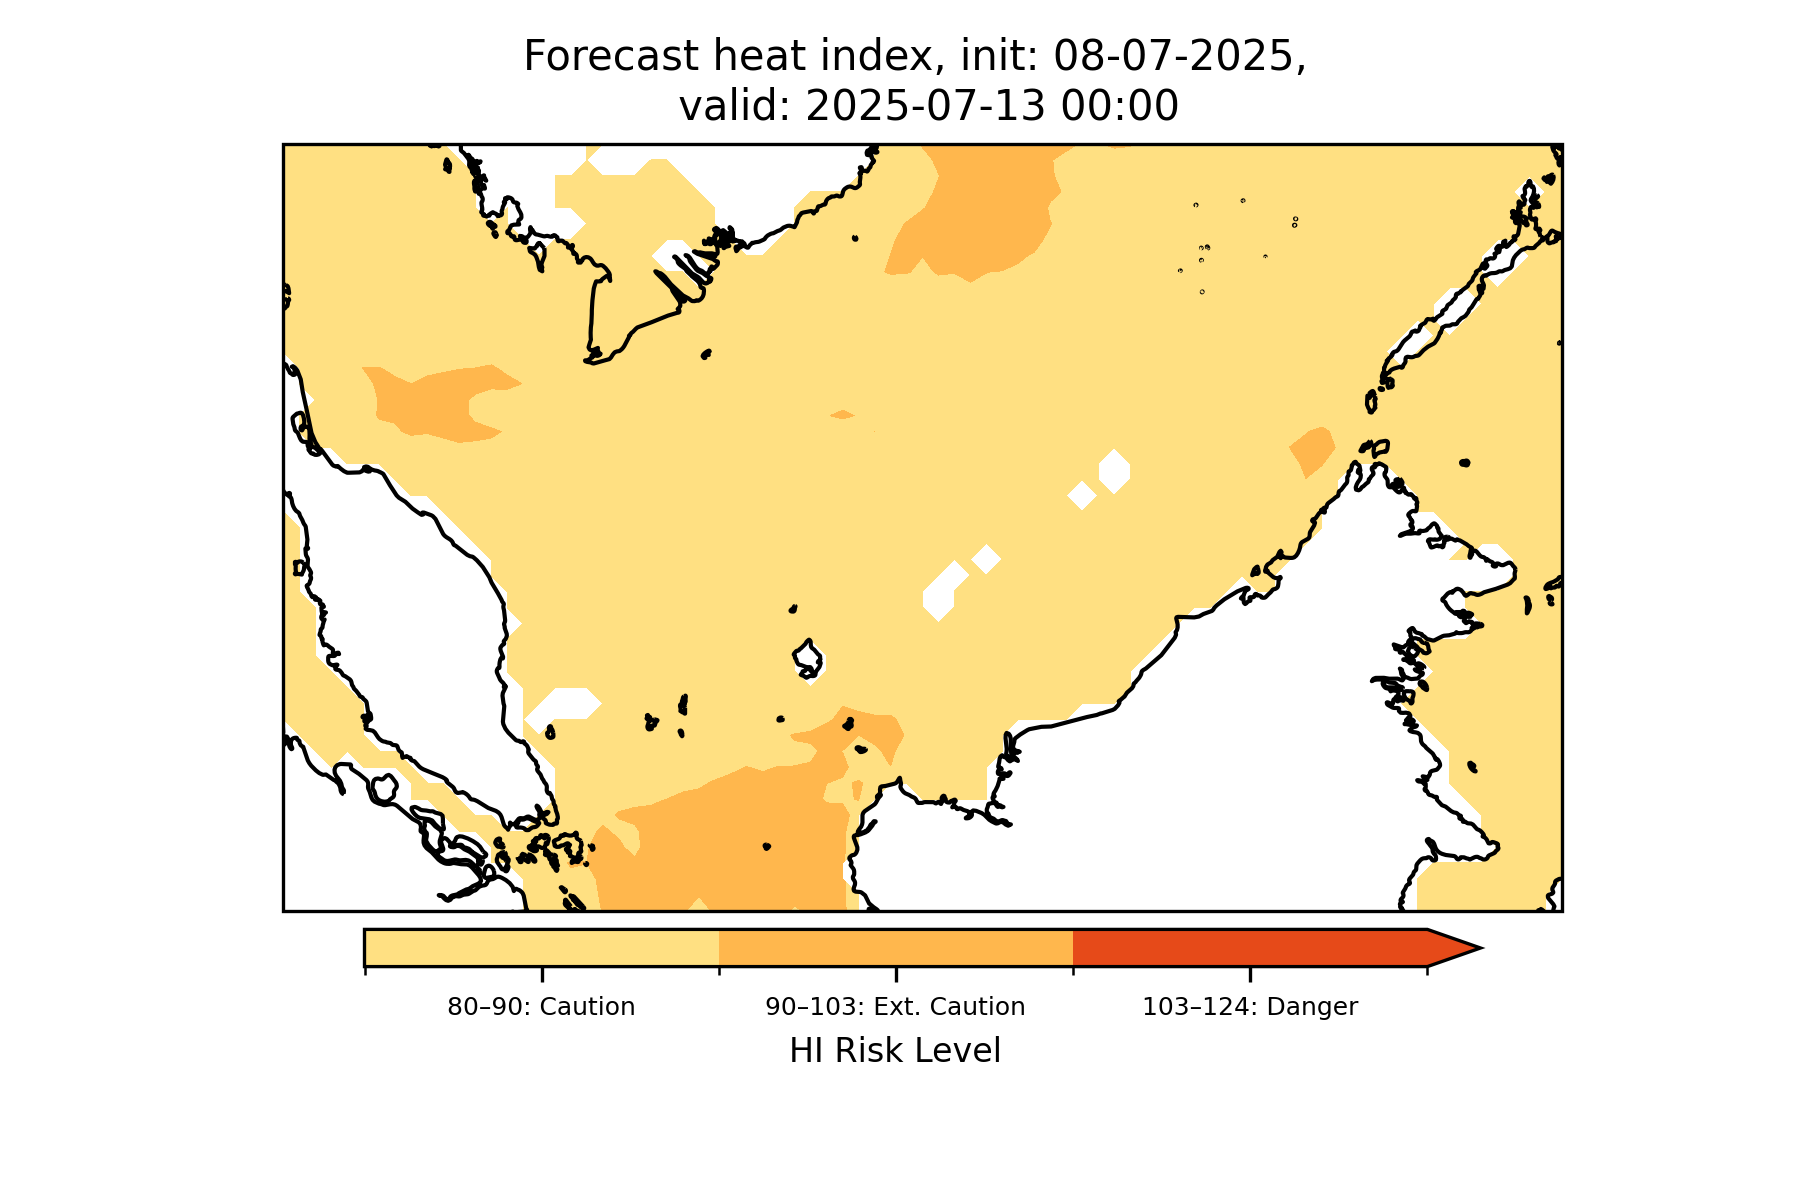 Forecast heat index, init: 08-07-2025,
valid: 2025-07-13 00:00
80–90: Caution
90–103: Ext. Caution
103–124: Danger
HI Risk Level